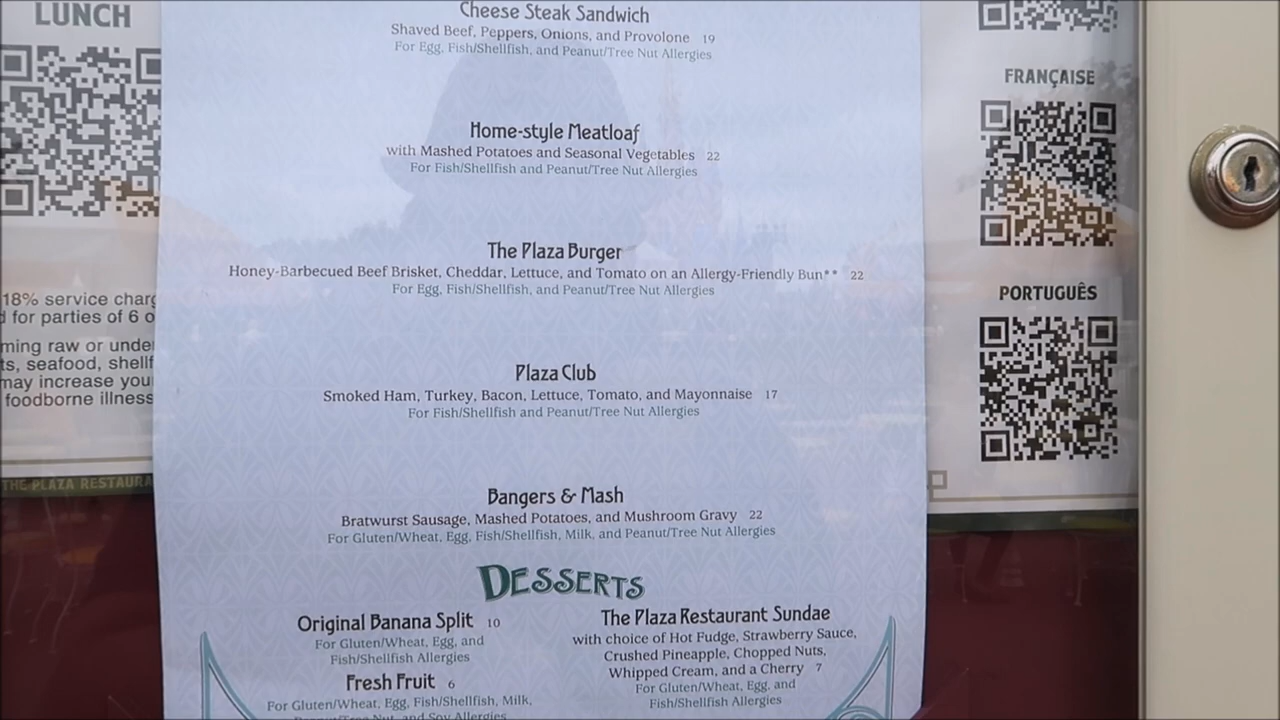 LUNCH
18% service
for parties of 6
raw or
seafood,
may increase
foodborne illness
THE PLAZA
Cheese Steak Sandwich
Shaved Beef, Peppers, Onions, and Provolone 19
For Egg, Fish/Shellfish, and Peanut/Tree Nut Allergies
Home-style Meatloaf
with Mashed Potatoes and Seasonal Vegetables 22
For Fish/Shellfish and Peanut/Tree Nut Allergies
The Plaza Burger
Honey-Barbecued Beef Brisket, Cheddar, Lettuce, and Tomato on an Allergy-Friendly Bun** 22
For Egg, Fish/Shellfish, and Peanut/Tree Nut Allergies
Plaza Club
Smoked Ham, Turkey, Bacon, Lettuce, Tomato, and Mayonnaise 17
For Fish/Shellfish and Peanut/Tree Nut Allergies
Bangers & Mash
Bratwurst Sausage, Mashed Potatoes, and Mushroom Gravy 22
For Gluten/Wheat, Egg, Fish/Shellfish, Milk, and Peanut/Tree Nut Allergies
DESSERTS
Original Banana Split 10
For Gluten/Wheat, Egg, and
Fish/Shellfish Allergies
Fresh Fruit 6
For Gluten/Wheat, Egg, Fish/Shellfish, Milk,
Peanut/Tree Nut, and Soy Allergies
The Plaza Restaurant Sundae
with choice of Hot Fudge, Strawberry Sauce,
Crushed Pineapple, Chopped Nuts,
Whipped Cream, and a Cherry 7
For Gluten/Wheat, Egg, and
Fish/Shellfish Allergies
FRANÇAISE
PORTUGUÊS